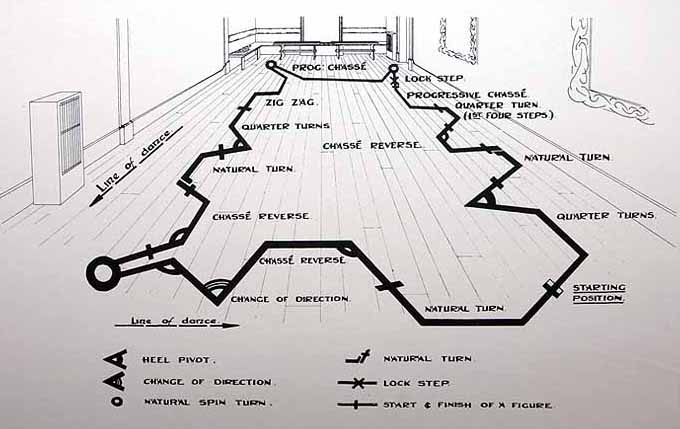 PROG: CHASSÉ
LOCK STEP.
PROGRESSIVE CHASSÉ.
ZIG ZAG.
QUARTER TURN.
(1ST FOUR STEPS).
QUARTER TURNS
CHASSÉ REVERSE.
NATURAL TURN.
NATURAL TURN.
Line of dance
CHASSÉ REVERSE.
QUARTER TURNS.
CHASSÉ REVERSE
CHANGE OF DIRECTION.
STARTING
POSITION.
NATURAL TURN.
Line of dance.
HEEL PIVOT.
CHANGE OF DIRECTION.
NATURAL SPIN TURN.
NATURAL TURN.
LOCK STEP.
START & FINISH OF A FIGURE.